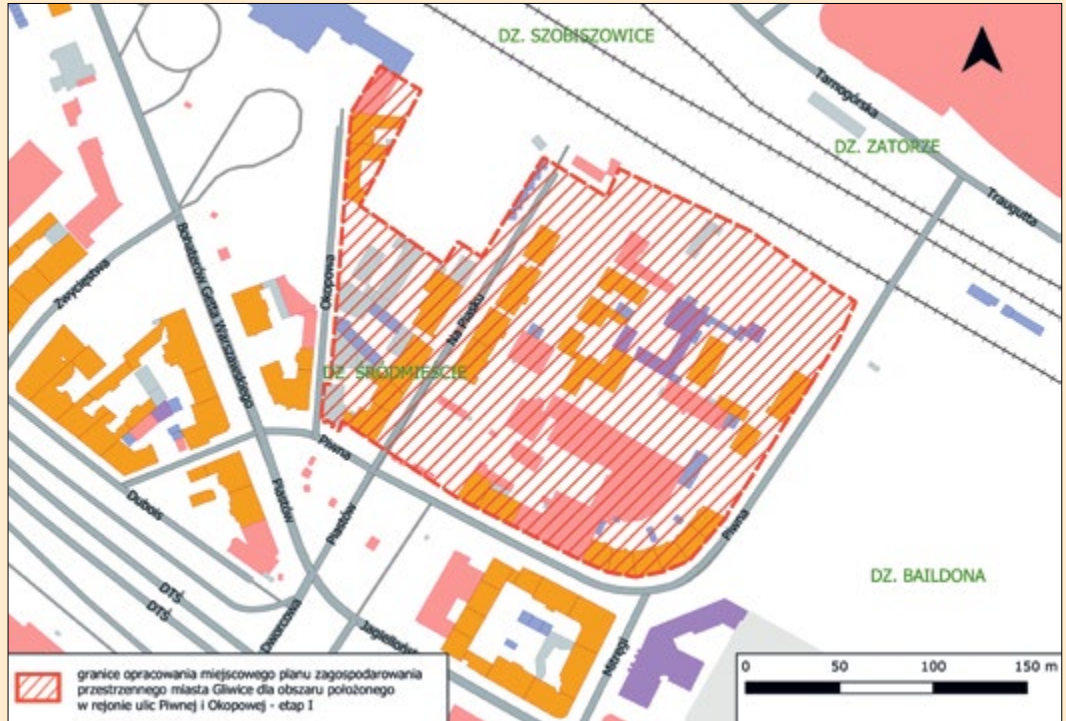 DZ. SZOBISZOWICE
Tarnogórska
DZ. ZATORZE
Traugutta
Zwycięstwa
Bohaterów Getta Warszawskiego
Okopowa
Na Piasku
DZ. ŚRÓDMIEŚCIE
Piwna
Piwna
Piastów
Piastów
Dubois
DTŚ
DTŚ
Dworcowa
Mitręgi
DZ. BAILDONA
granice opracowania miejscowego planu zagospodarowania
przestrzennego miasta Gliwice dla obszaru położonego
w rejonie ulic Piwnej i Okopowej - etap I
0 50 100 150 m